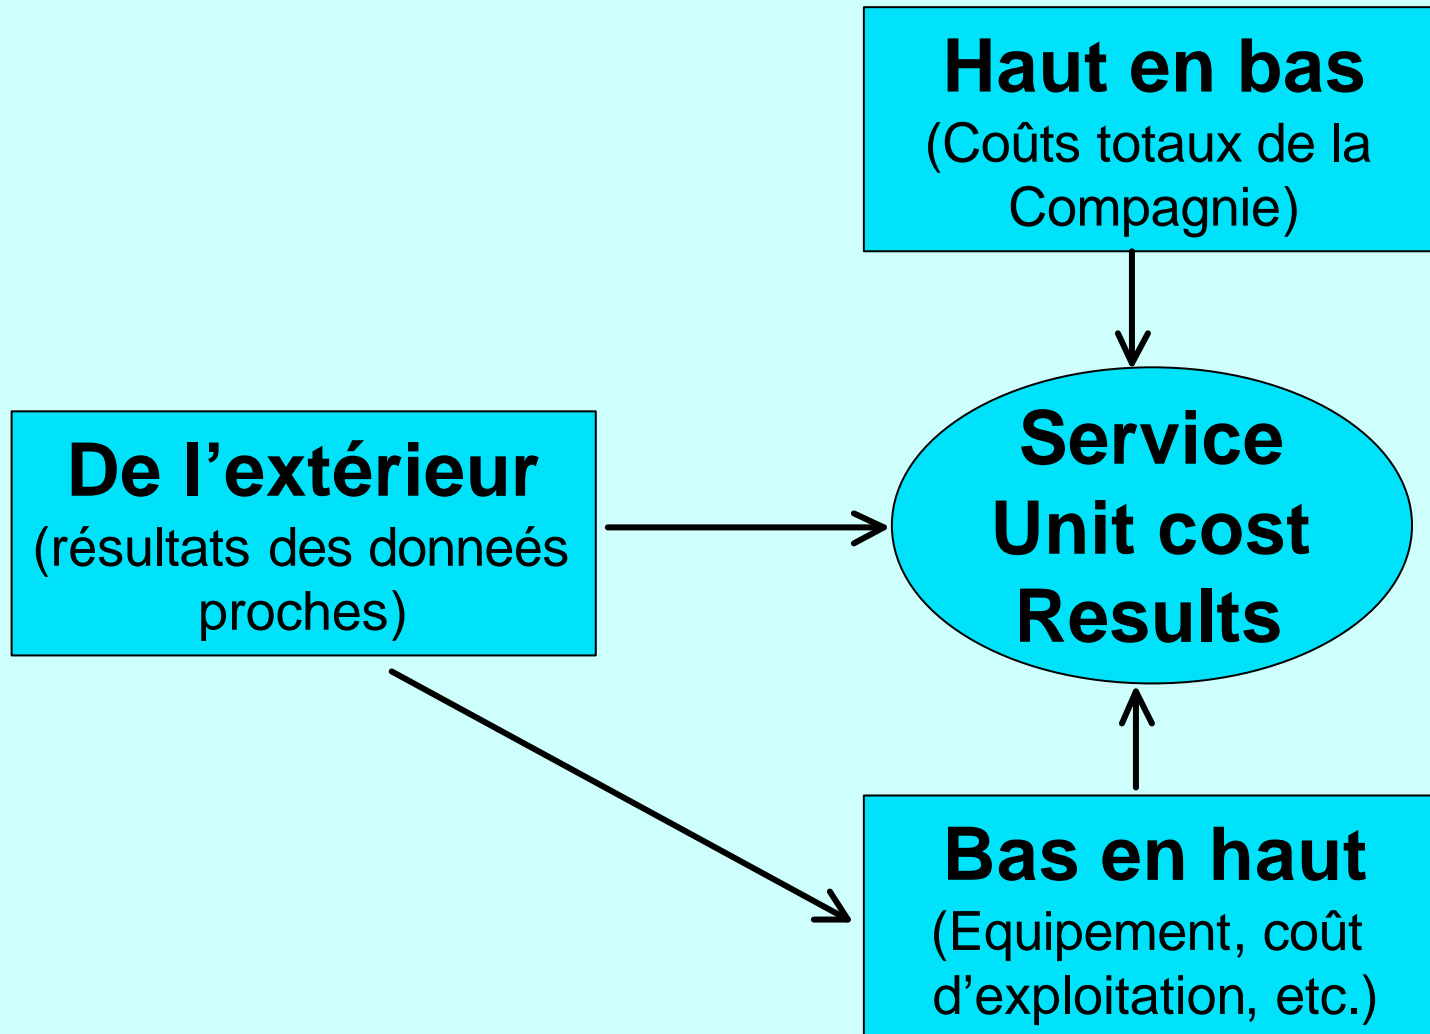 Haut en bas
(Coûts totaux de la
Compagnie)
De l’extérieur
(résultats des donneés
proches)
Service
Unit cost
Results
Bas en haut
(Equipement, coût
d’exploitation, etc.)